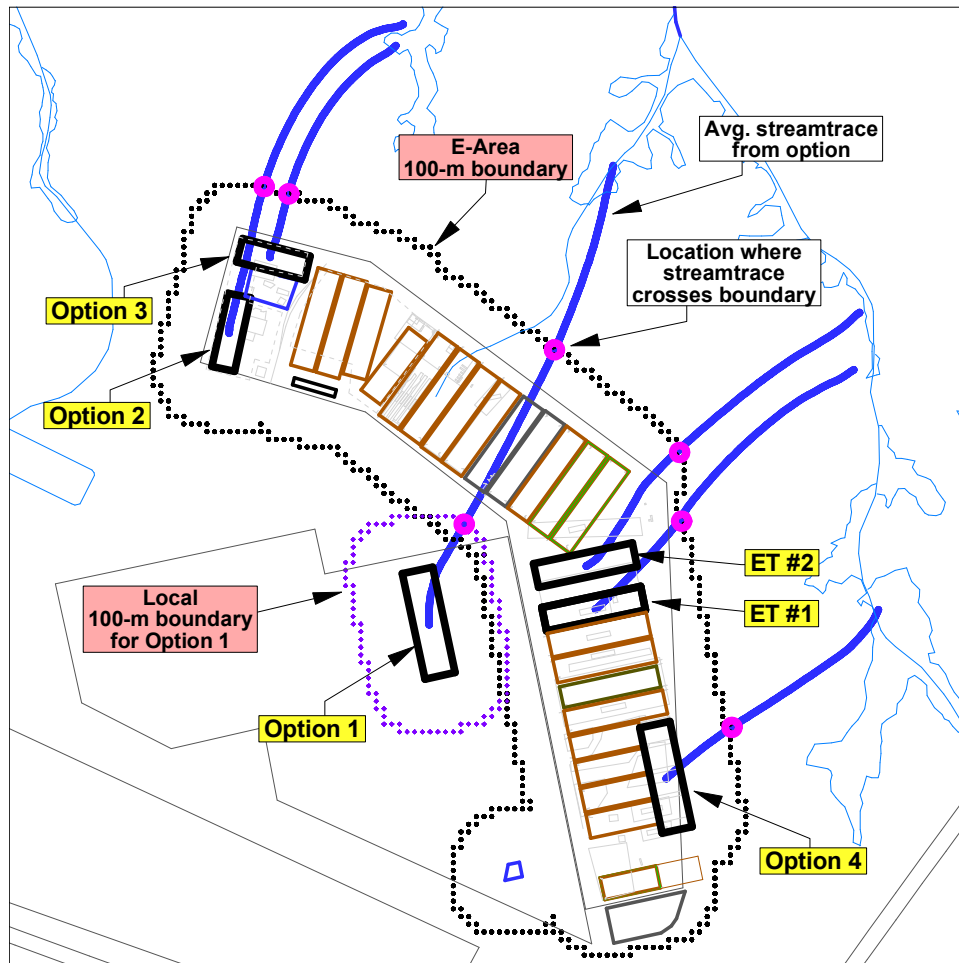 E-Area
100-m boundary
Avg. streamtrace
from option
Location where
streamtrace
crosses boundary
Option 3
Option 2
ET #2
ET #1
Local
100-m boundary
for Option 1
Option 1
Option 4